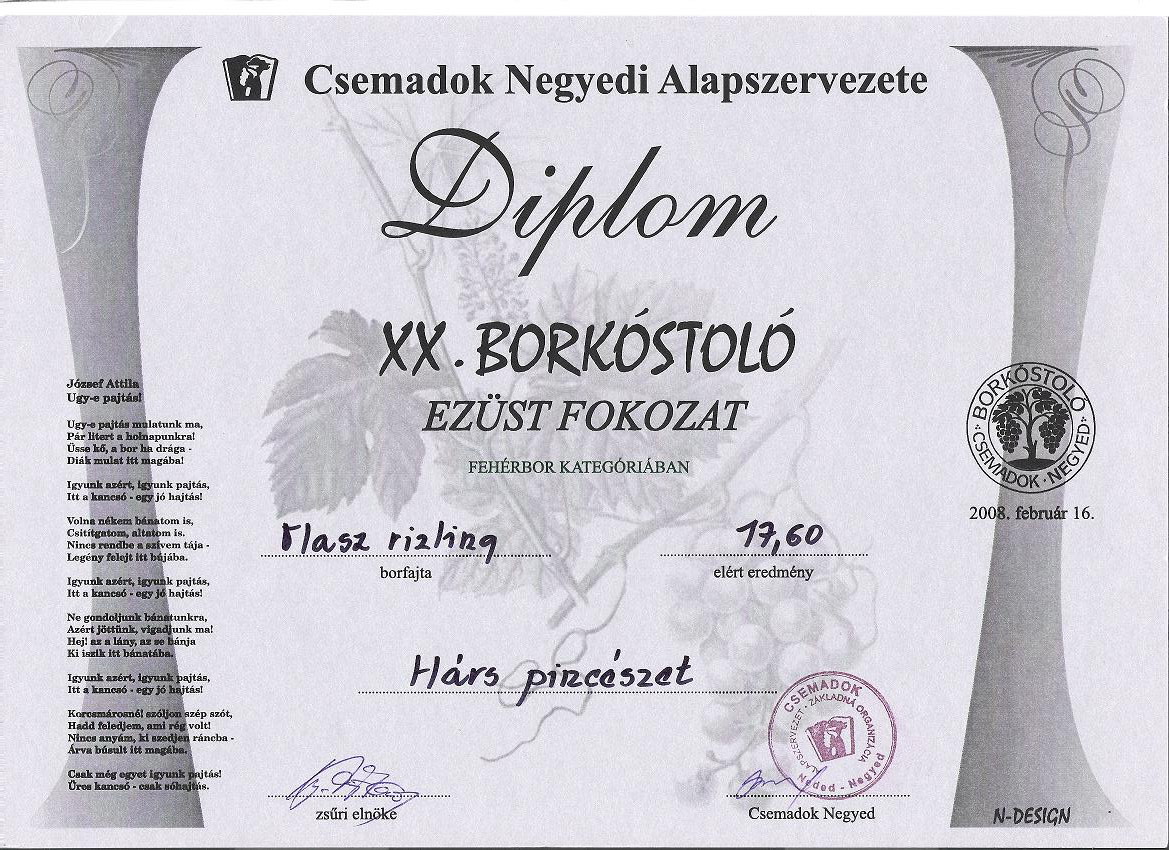 Csemadok Negyedi Alapszervezete
Diplom
XX. BORKÓSTOLÓ
EZÜST FOKOZAT
FEHÉRBOR KATEGÓRIÁBAN
Olasz rizling
borfajta
17,60
elért eredmény
Hárs pincészet
zsűri elnöke
Csemadok Negyed
József Attila
Ugy-e pajtás!
Ugy-e pajtás mulatunk ma,
Pár litert a holnapunkra!
Üsse kő, a bor ha drága -
Diák mulat itt magába!
Igyunk azért, igyunk pajtás,
Itt a kancsó - egy jó hajtás!
Volna nékem bánatom is,
Csititgatom, altatom is.
Nincs rendbe a szívem tája -
Legény felejt itt bújába.
Igyunk azért, igyunk pajtás,
Itt a kancsó - egy jó hajtás!
Ne gondoljunk bánatunkra,
Azért jöttünk, vigadjunk ma!
Hej! az a lány, az se bánja
Ki iszik itt bánatába.
Igyunk azért, igyunk pajtás,
Itt a kancsó - egy jó hajtás!
Korcsmárosnél szóljon szép szót,
Hadd feledjem, ami rég volt!
Nincs anyám, ki szedjen ráncba -
Árva búsult itt magába.
Csak még egyet igyunk pajtás!
Üres kancsó - csak sóhajtás.
BORKÓSTOLÓ
CSEMADOK · NEGYED
2008. február 16.
CSEMADOK
ALAPSZERVEZET · ZÁKLADNÁ ORGANIZÁCIA
Neded - Negyed
N-DESIGN